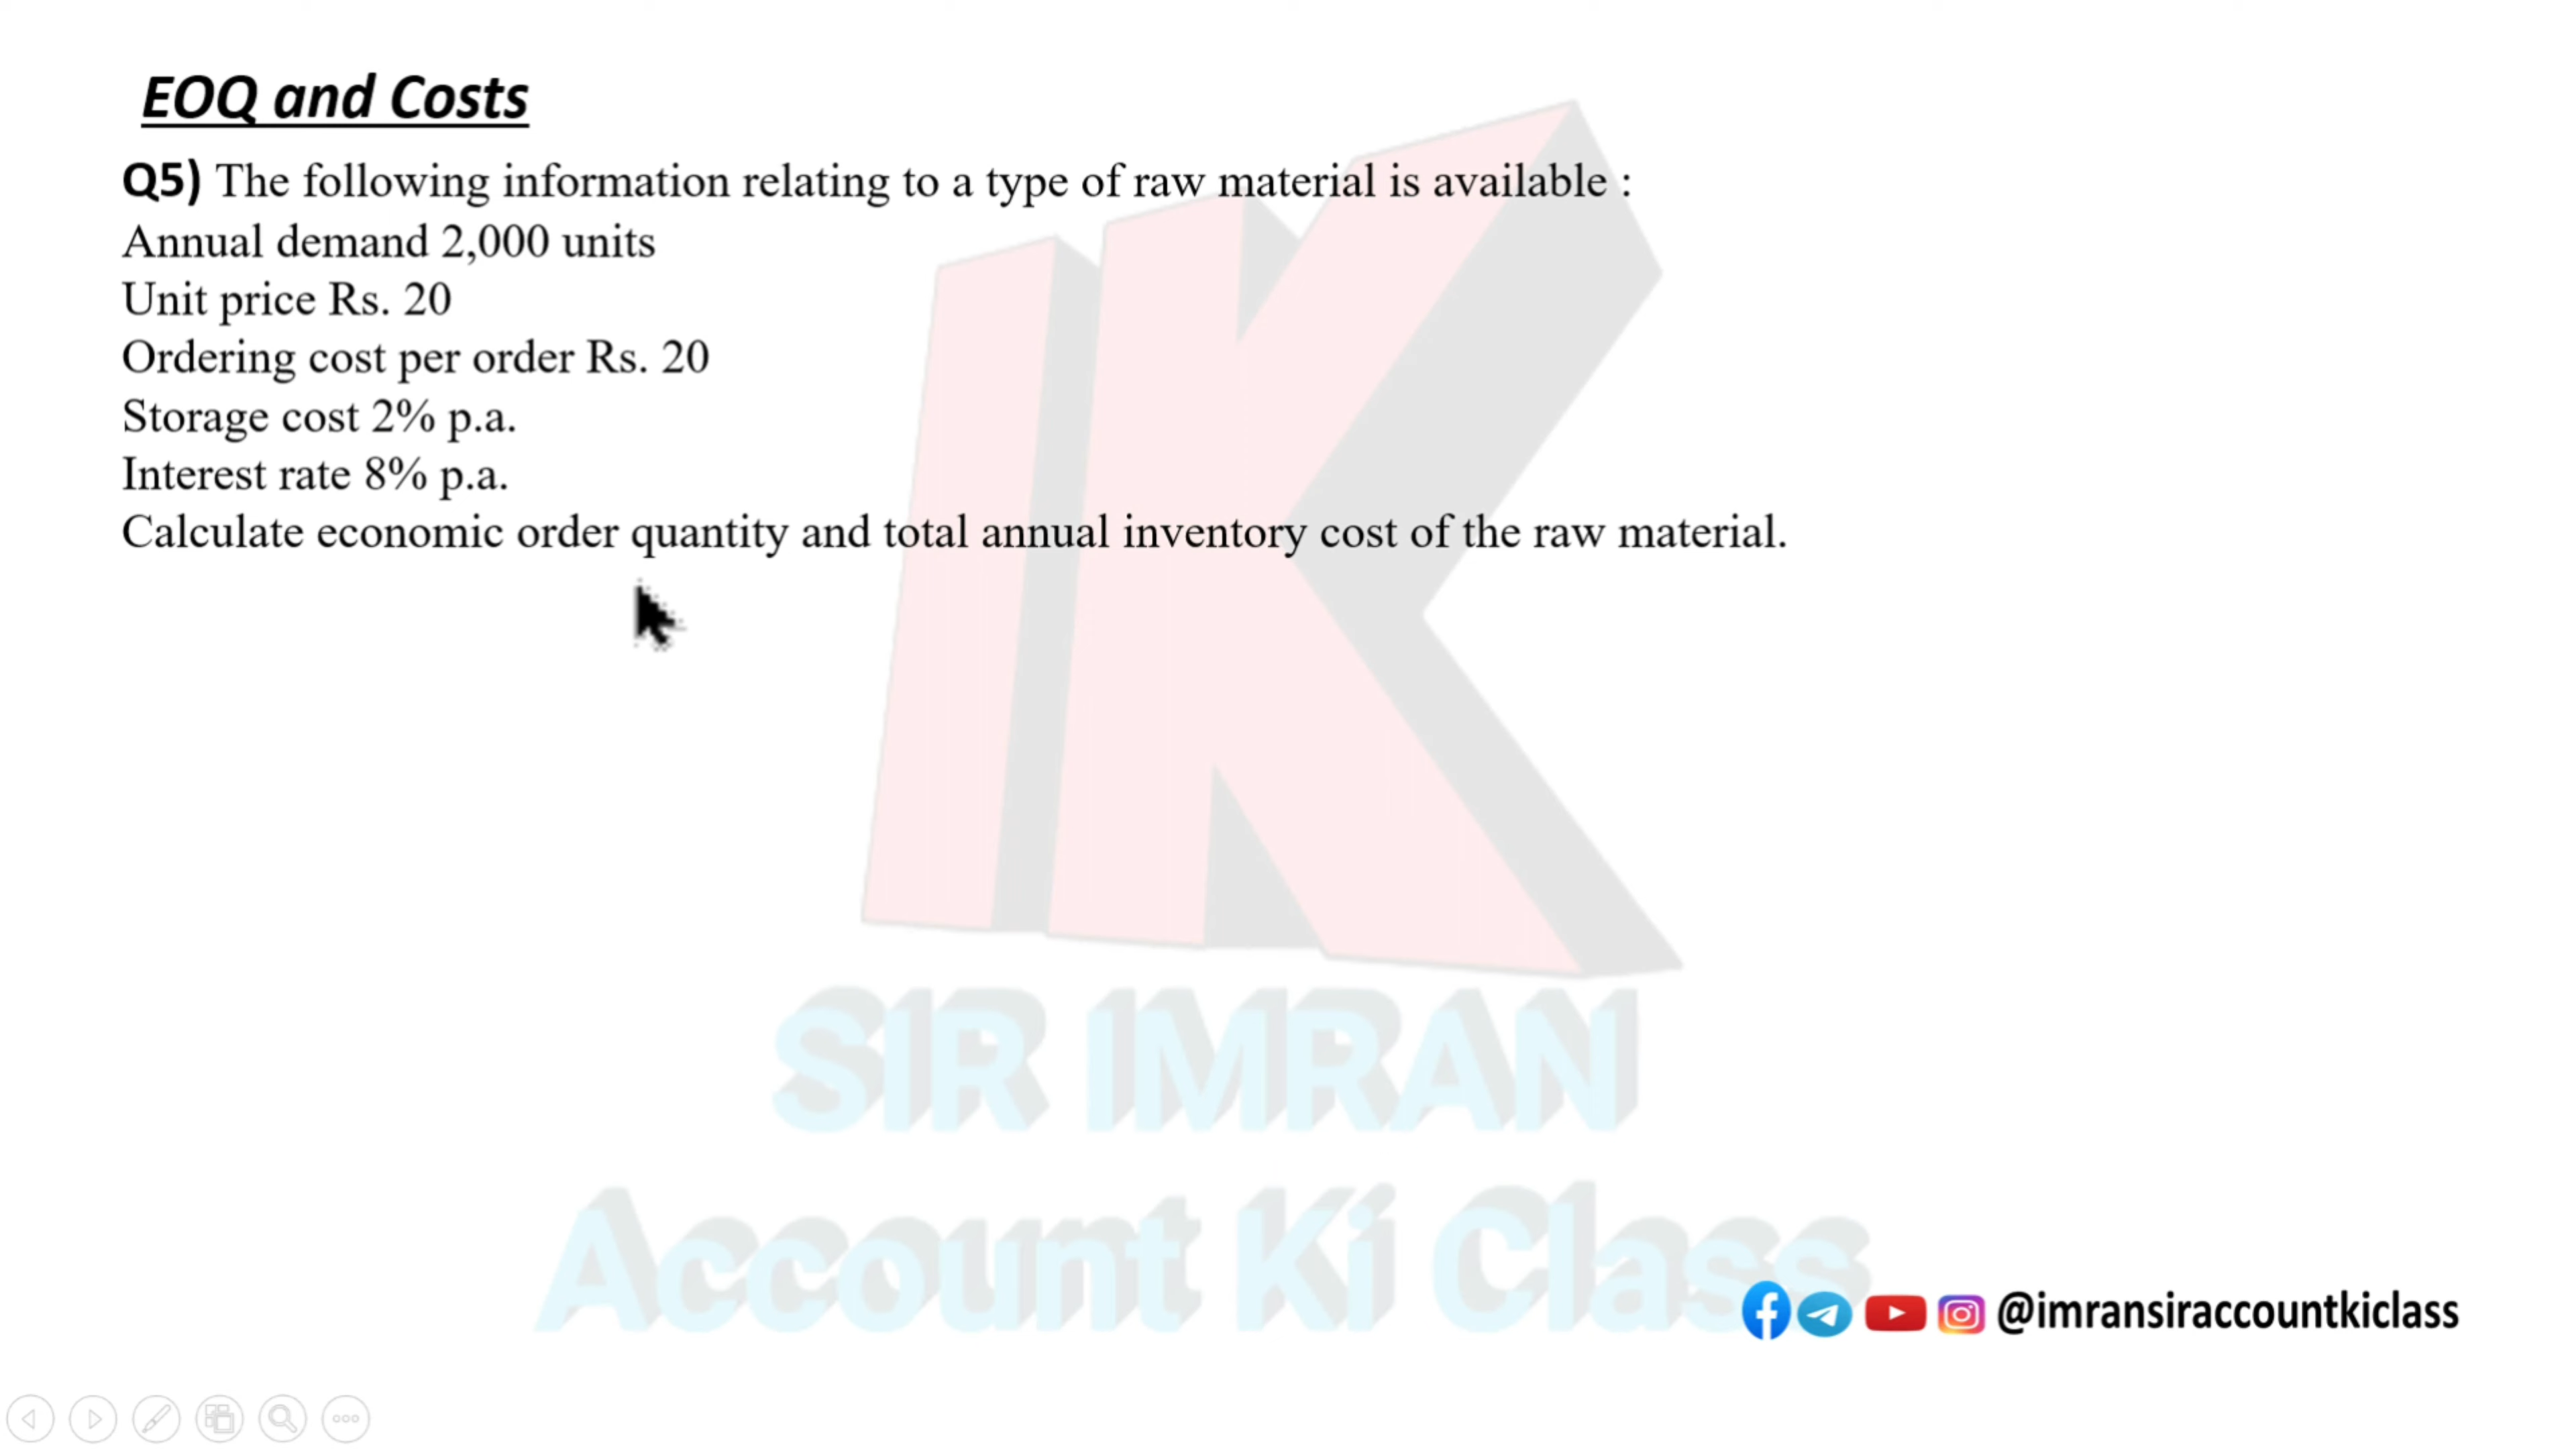 EOQ and Costs
Q5) The following information relating to a type of raw material is available :
Annual demand 2,000 units
Unit price Rs. 20
Ordering cost per order Rs. 20
Storage cost 2% p.a.
Interest rate 8% p.a.
Calculate economic order quantity and total annual inventory cost of the raw material.
IK
SIR IMRAN
Account Ki Class
@imransiraccountkiclass